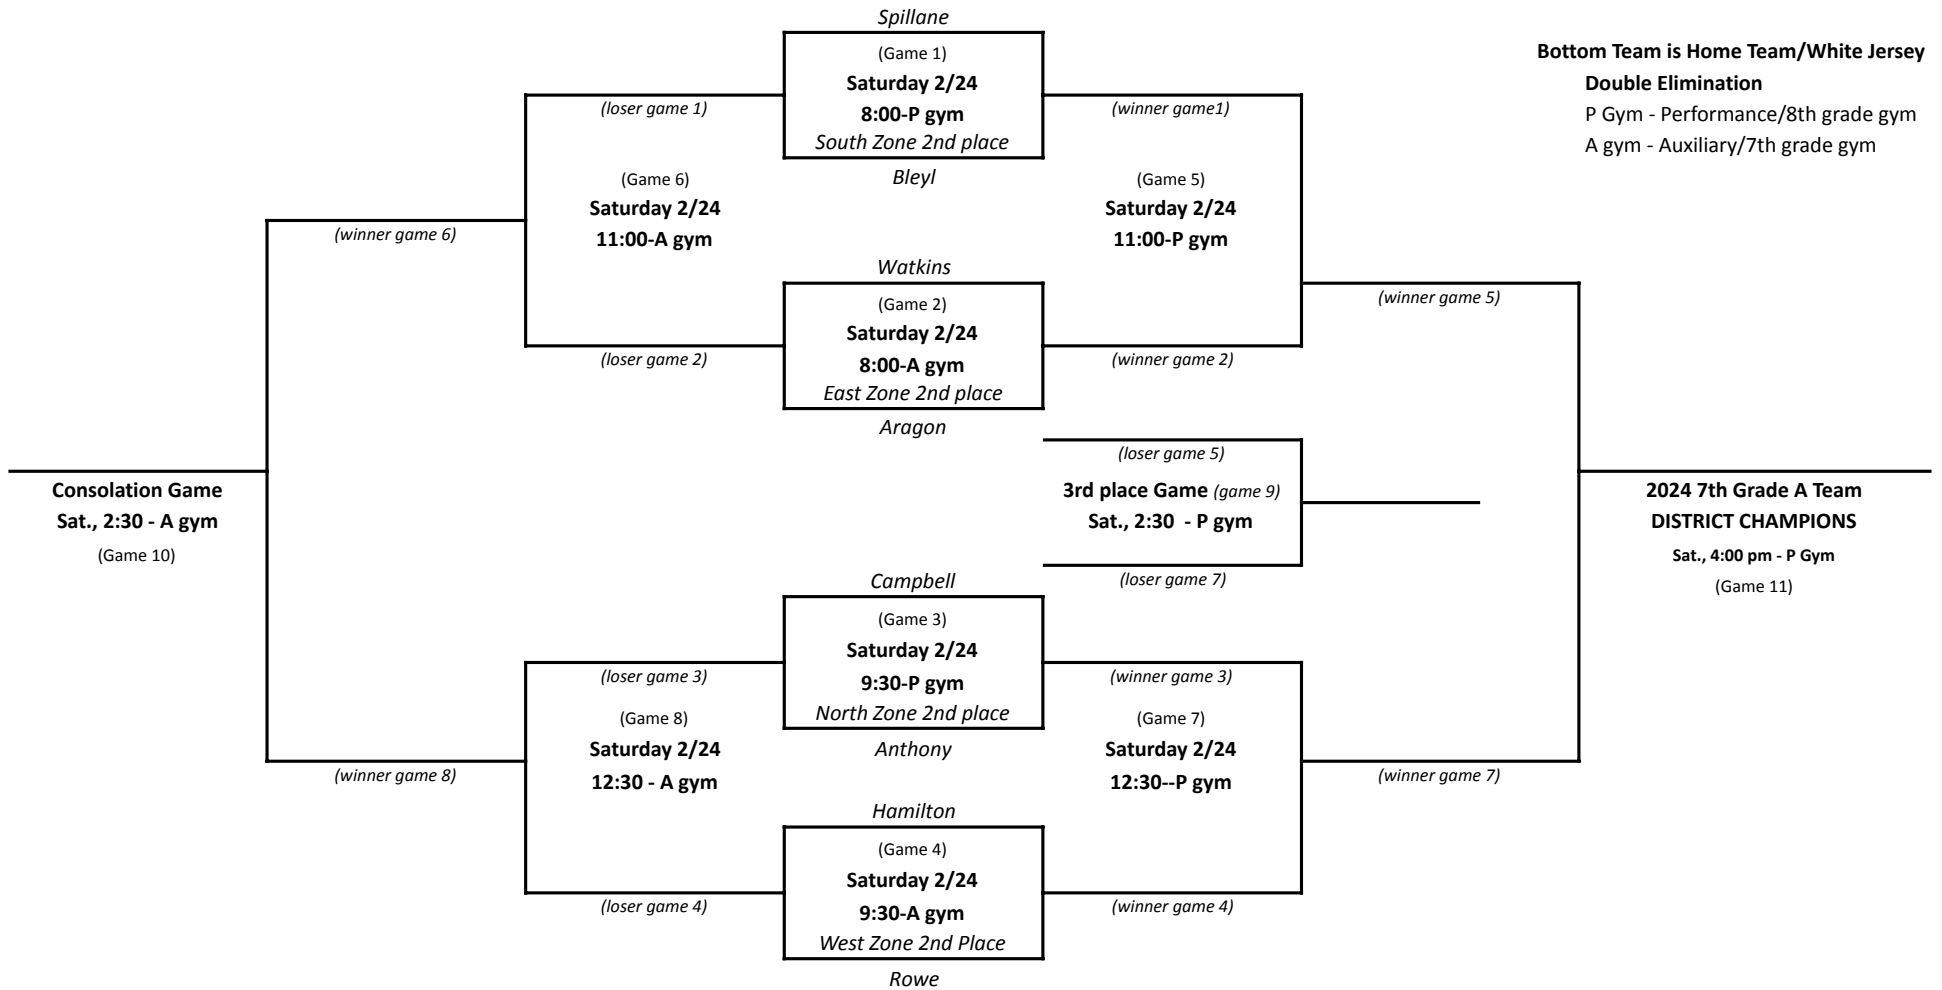 Spillane
(Game 1)
Saturday 2/24
8:00-P gym
South Zone 2nd place
Bleyl
Bottom Team is Home Team/White Jersey
Double Elimination
P Gym - Performance/8th grade gym
A gym - Auxiliary/7th grade gym
(loser game 1)
(winner game1)
(Game 6)
Saturday 2/24
11:00-A gym
(Game 5)
Saturday 2/24
11:00-P gym
(winner game 6)
Watkins
(Game 2)
Saturday 2/24
8:00-A gym
East Zone 2nd place
Aragon
(winner game 5)
(loser game 2)
(winner game 2)
(loser game 5)
3rd place Game (game 9)
Sat., 2:30 - P gym
(loser game 7)
Consolation Game
Sat., 2:30 - A gym
(Game 10)
2024 7th Grade A Team
DISTRICT CHAMPIONS
Sat., 4:00 pm - P Gym
(Game 11)
Campbell
(Game 3)
Saturday 2/24
9:30-P gym
North Zone 2nd place
Anthony
(loser game 3)
(winner game 3)
(Game 8)
Saturday 2/24
12:30 - A gym
(Game 7)
Saturday 2/24
12:30--P gym
(winner game 8)
(winner game 7)
Hamilton
(Game 4)
Saturday 2/24
9:30-A gym
West Zone 2nd Place
Rowe
(loser game 4)
(winner game 4)